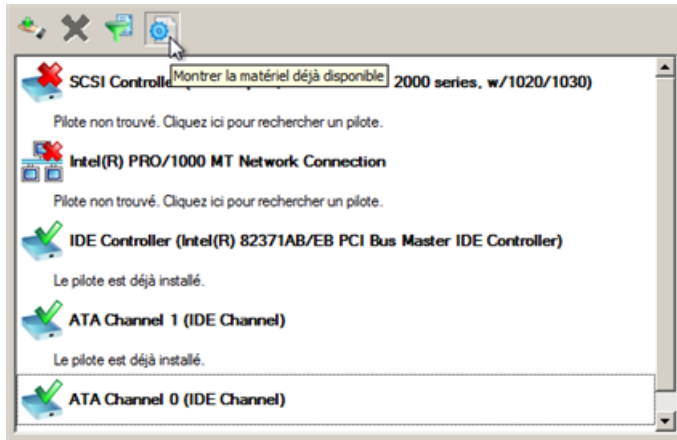 SCSI Controlle 2000 series, w/1020/1030)
Montrer la matériel déjà disponible
Pilote non trouvé. Cliquez ici pour rechercher un pilote.
Intel(R) PRO/1000 MT Network Connection
Pilote non trouvé. Cliquez ici pour rechercher un pilote.
IDE Controller (Intel(R) 82371AB/EB PCI Bus Master IDE Controller)
Le pilote est déjà installé.
ATA Channel 1 (IDE Channel)
Le pilote est déjà installé.
ATA Channel 0 (IDE Channel)